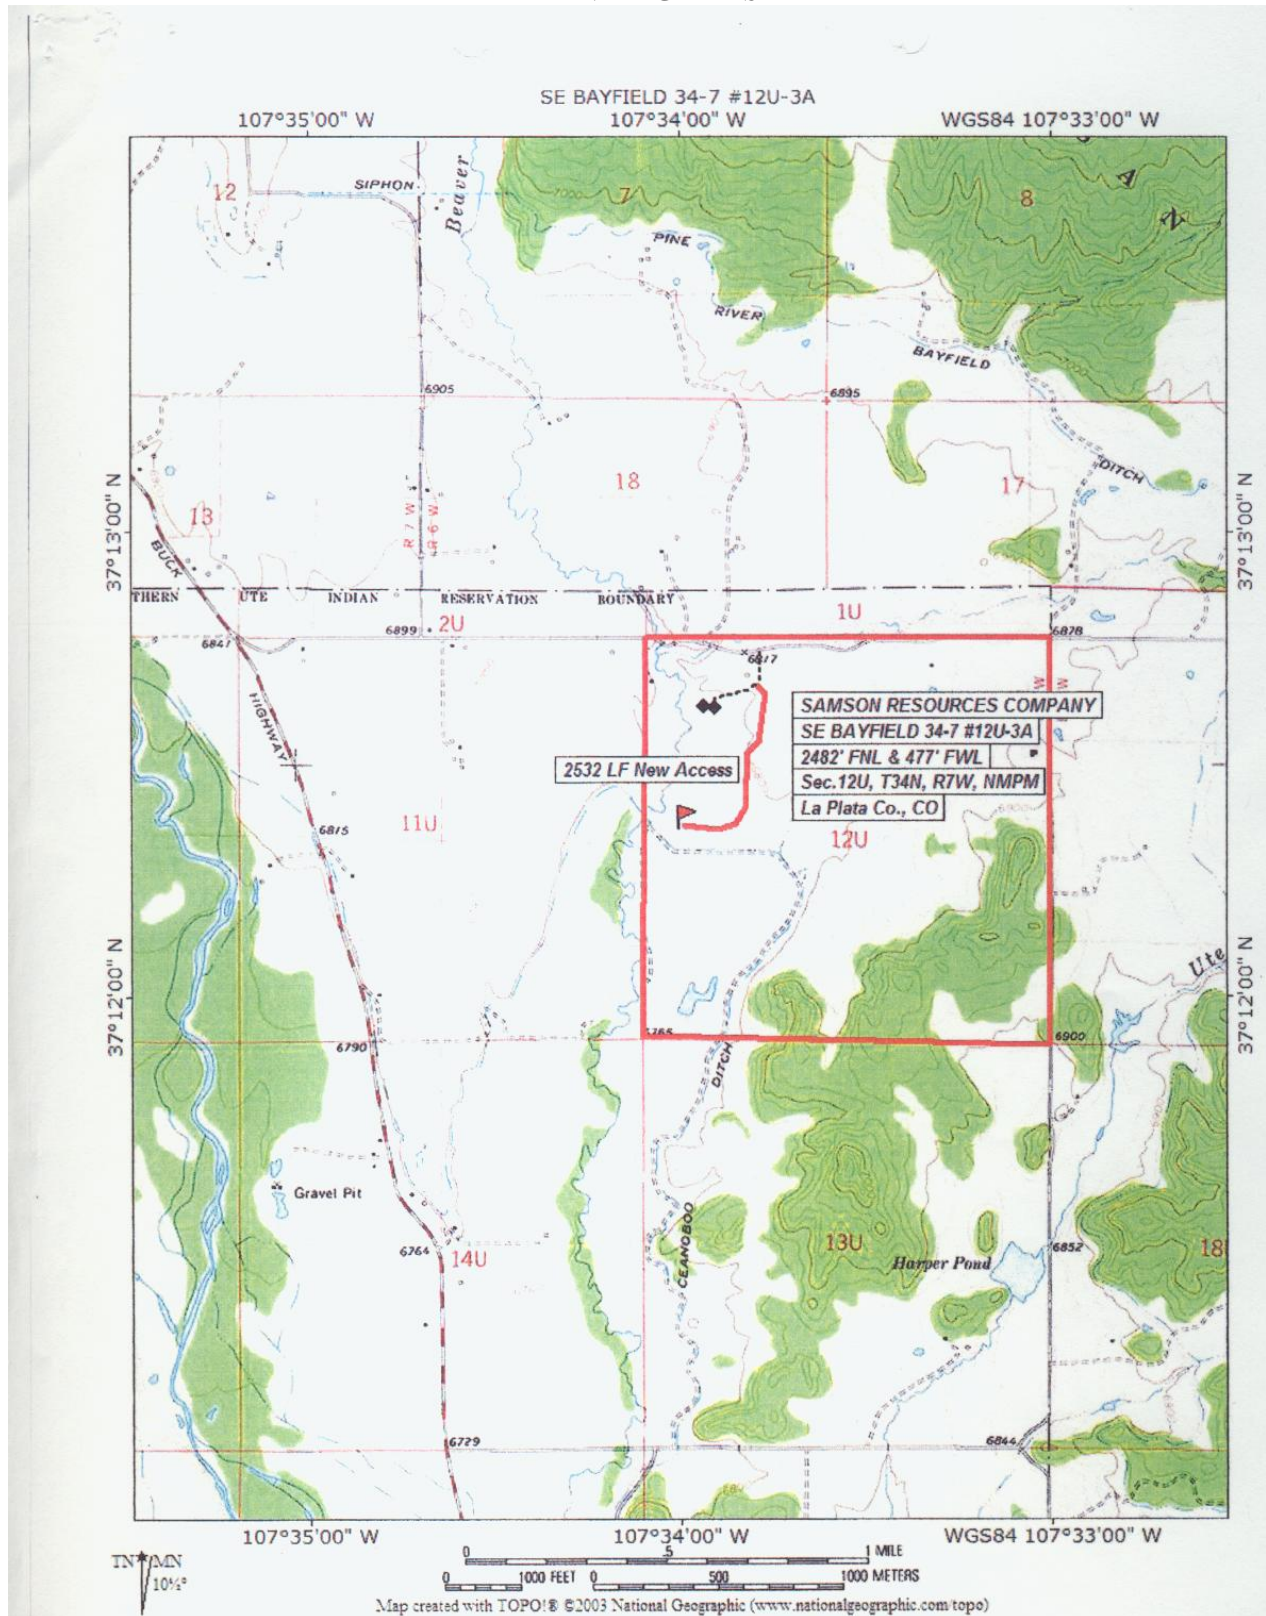 SE BAYFIELD 34-7 #12U-3A
107°35'00" W
107°34'00" W
WGS84 107°33'00" W
12
SIPHON
Beaver
7
8
A
N
PINE
RIVER
BAYFIELD
DITCH
6905
6895
18
17
13
R 7 W
R 6 W
37°13'00" N
37°13'00" N
BUCK
HIGHWAY
THERN UTE INDIAN RESERVATION BOUNDARY
2U
1U
6841
6899
6878
6817
W
W
SAMSON RESOURCES COMPANY
SE BAYFIELD 34-7 #12U-3A
2482' FNL & 477' FWL
Sec.12U, T34N, R7W, NMPM
La Plata Co., CO
2532 LF New Access
11U
12U
6815
Ute
37°12'00" N
37°12'00" N
6790
6765
6900
DITCH
CEANOBOO
Gravel Pit
6764
14U
13U
Harper Pond
6852
18
6729
6844
107°35'00" W
107°34'00" W
WGS84 107°33'00" W
TN MN
10½°
0 .5 1 MILE
0 1000 FEET 0 500 1000 METERS
Map created with TOPO!® ©2003 National Geographic (www.nationalgeographic.com/topo)